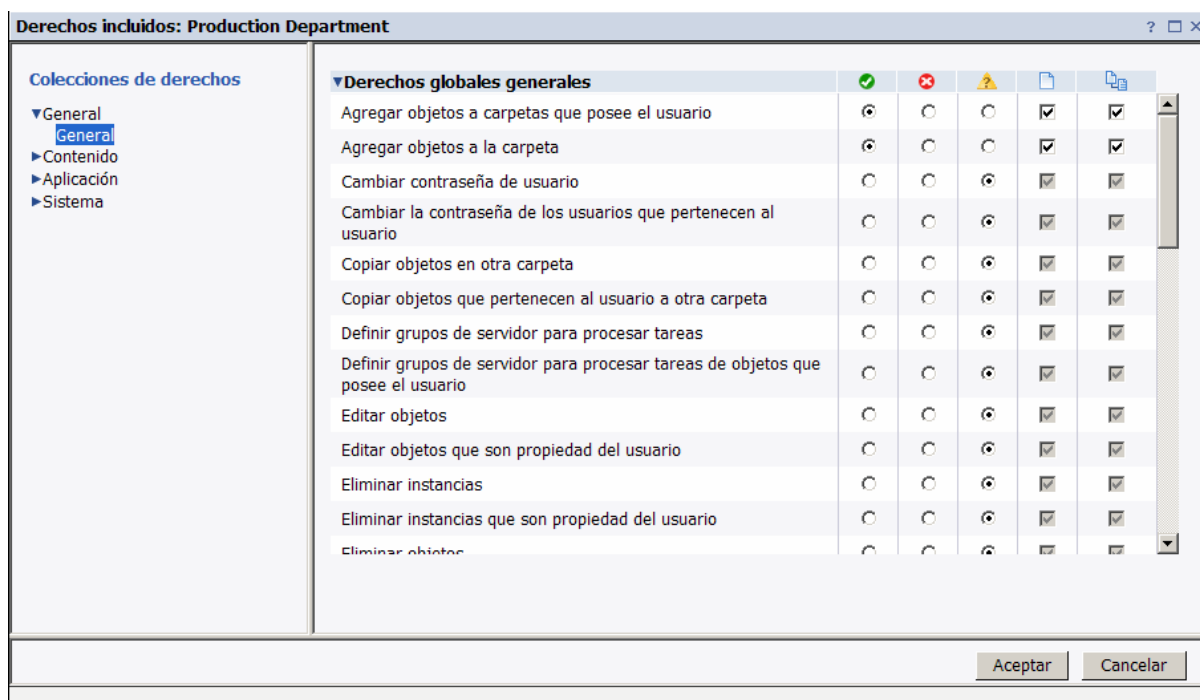 Derechos incluidos: Production Department
?
Colecciones de derechos
General
General
Contenido
Aplicación
Sistema
Derechos globales generales
Agregar objetos a carpetas que posee el usuario
Agregar objetos a la carpeta
Cambiar contraseña de usuario
Cambiar la contraseña de los usuarios que pertenecen al
usuario
Copiar objetos en otra carpeta
Copiar objetos que pertenecen al usuario a otra carpeta
Definir grupos de servidor para procesar tareas
Definir grupos de servidor para procesar tareas de objetos que
posee el usuario
Editar objetos
Editar objetos que son propiedad del usuario
Eliminar instancias
Eliminar instancias que son propiedad del usuario
Eliminar objetos
Aceptar Cancelar